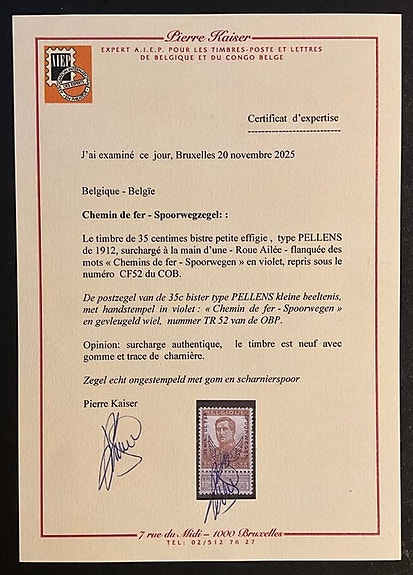 Pierre Kaiser
EXPERT A.I.E.P. POUR LES TIMBRES-POSTE ET LETTRES
DE BELGIQUE ET DU CONGO BELGE
AIEP
Certificat d'expertise
J'ai examiné ce jour, Bruxelles 20 novembre 2025
Belgique - Belgïe
Chemin de fer - Spoorwegzegel: :
Le timbre de 35 centimes bistre petite effigie , type PELLENS
de 1912, surchargé à la main d'une - Roue Ailée - flanquée des
mots « Chemins de fer - Spoorwegen » en violet, repris sous le
numéro CF52 du COB.
De postzegel van de 35c bister type PELLENS kleine beeltenis,
met handstempel in violet : « Chemin de fer - Spoorwegen »
en gevleugeld wiel, nummer TR 52 van de OBP.
Opinion: surcharge authentique, le timbre est neuf avec
gomme et trace de charnière.
Zegel echt ongestempeld met gom en scharnierspoor
Pierre Kaiser
BELGIQUE
7 rue du Midi - 1000 Bruxelles
TEL: 02/512 76 27